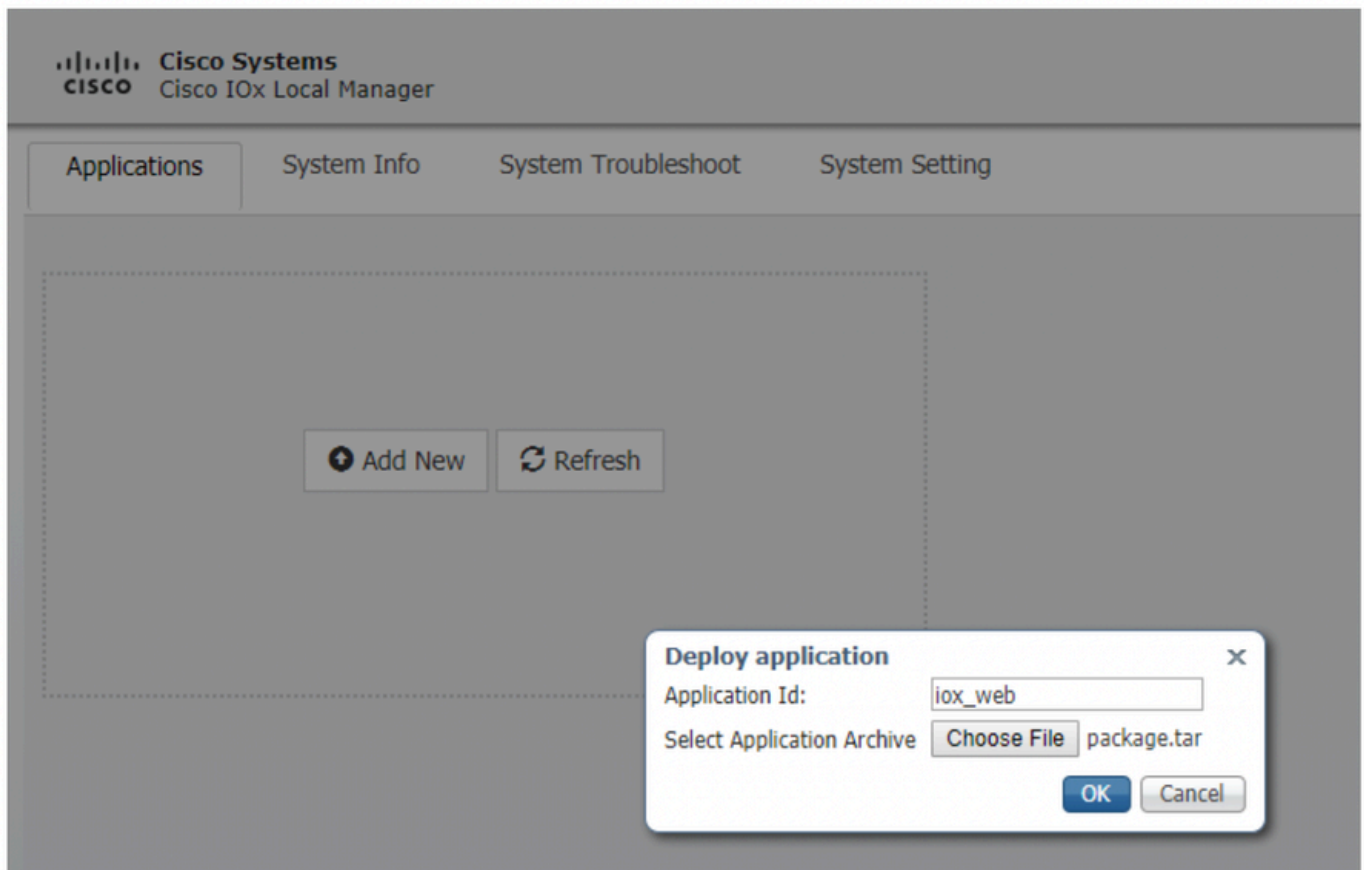 Cisco Systems
CISCO Cisco IOx Local Manager
Applications System Info System Troubleshoot System Setting
Add New Refresh
Deploy application X
Application Id: iox_web
Select Application Archive Choose File package.tar
OK Cancel